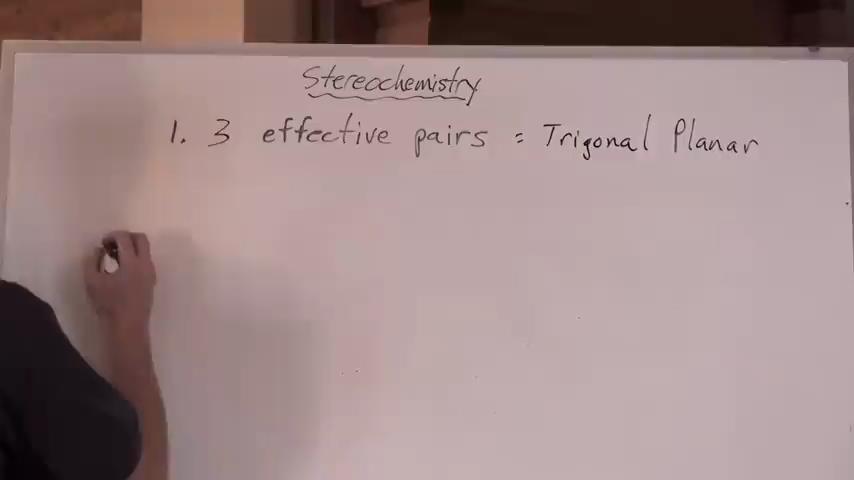 Stereochemistry
1. 3 effective pairs = Trigonal Planar